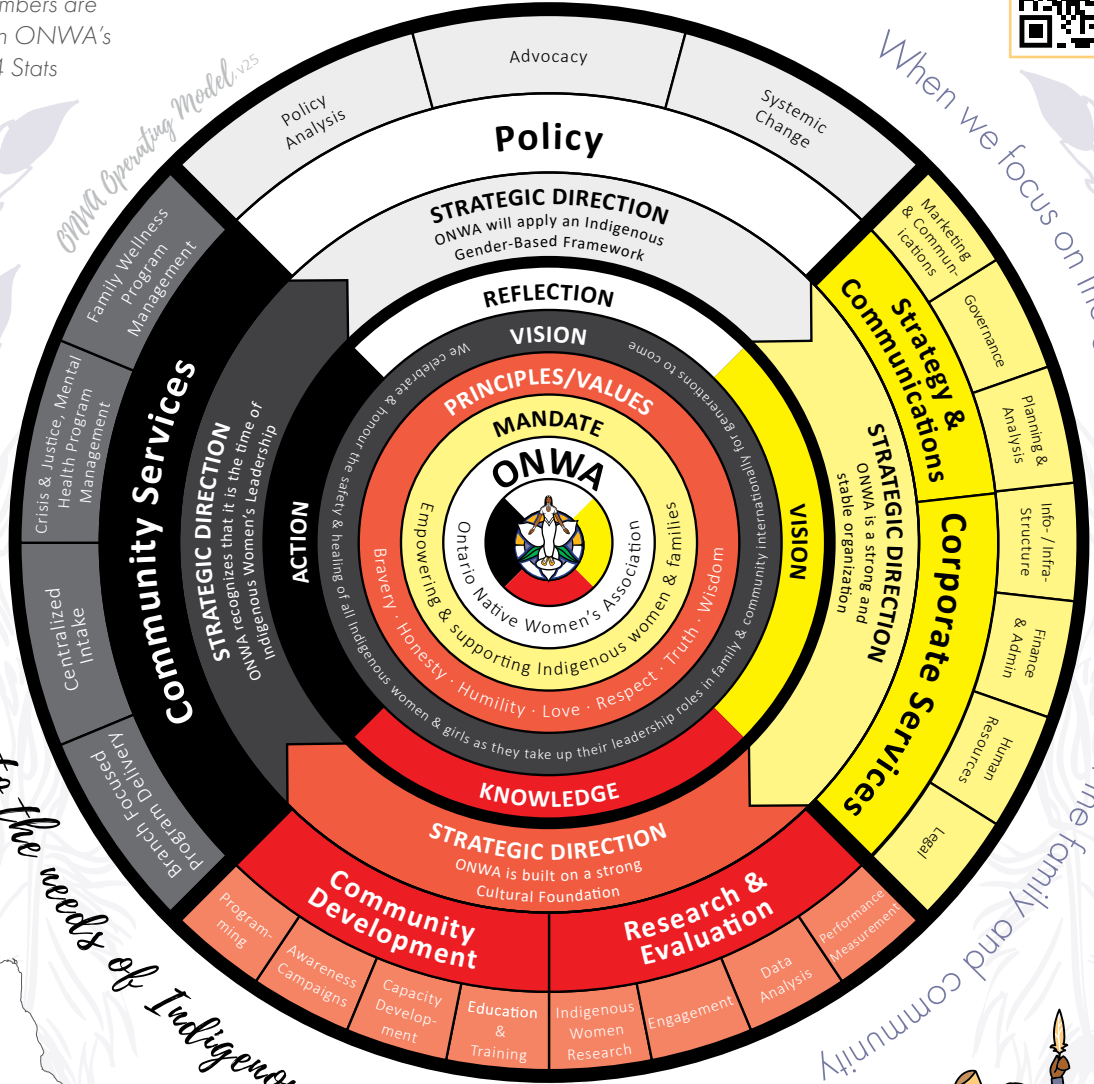 mbers are
n ONWA's
4 Stats
ONWA Operating Model, v25
When we focus on
Policy
Analysis
Advocacy
Systemic
Change
Policy
STRATEGIC DIRECTION
ONWA will apply an Indigenous
Gender-Based Framework
Marketing
& Commun-
ications
Governance
Planning &
Analysis
Info- / Infra-
Structure
Finance
& Admin
Human
Resources
Legal
Strategy &
Communications
Corporate Services
STRATEGIC DIRECTION
ONWA is a strong and
stable organization
Family Wellness
Program
Management
Crisis & Justice, Mental
Health Program
Management
Centralized
Intake
Branch Focused
program Delivery
Community Services
STRATEGIC DIRECTION
ONWA recognizes that it is the time of
Indigenous Women's Leadership
REFLECTION
VISION
ACTION
KNOWLEDGE
VISION
We celebrate & honour the safety & healing of all Indigenous women & girls as they take up their leadership roles in family & community internationally for generations to come
PRINCIPLES/VALUES
Bravery · Honesty · Humility · Love · Respect · Truth · Wisdom
MANDATE
Empowering & supporting Indigenous women & families
ONWA
Ontario Native Women's Association
STRATEGIC DIRECTION
ONWA is built on a strong
Cultural Foundation
Community
Development
Research &
Evaluation
Program-
ming
Awareness
Campaigns
Capacity
Develop-
ment
Education
&
Training
Indigenous
Women
Research
Engagement
Data
Analysis
Performance
Measurement
to the needs of Indigeno
family and community